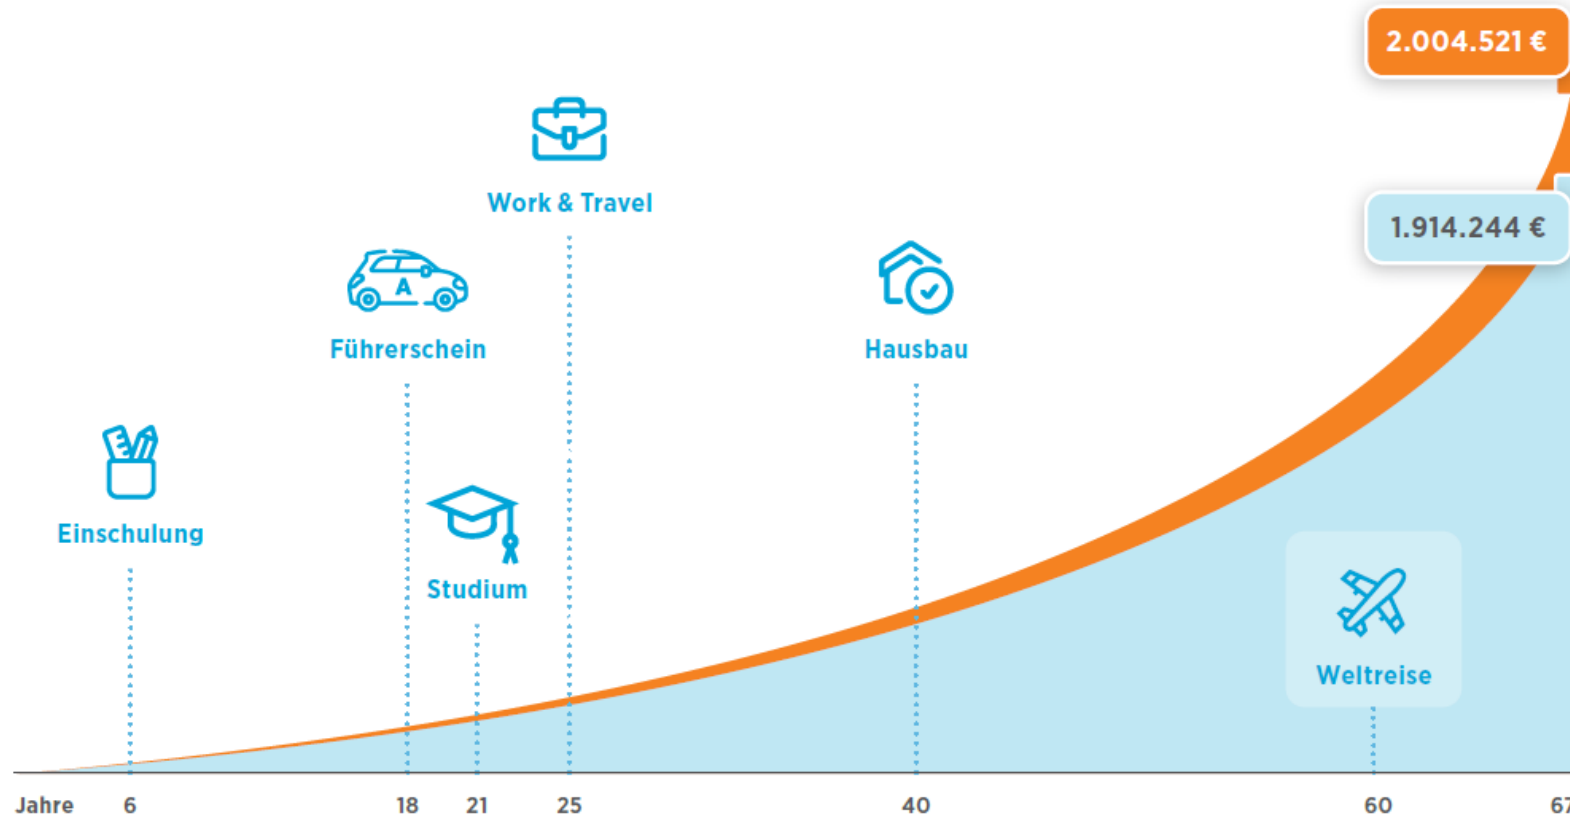 2.004.521 €
Work & Travel
1.914.244 €
Führerschein
A
Hausbau
Einschulung
Studium
Weltreise
Jahre 6 18 21 25 40 60 67